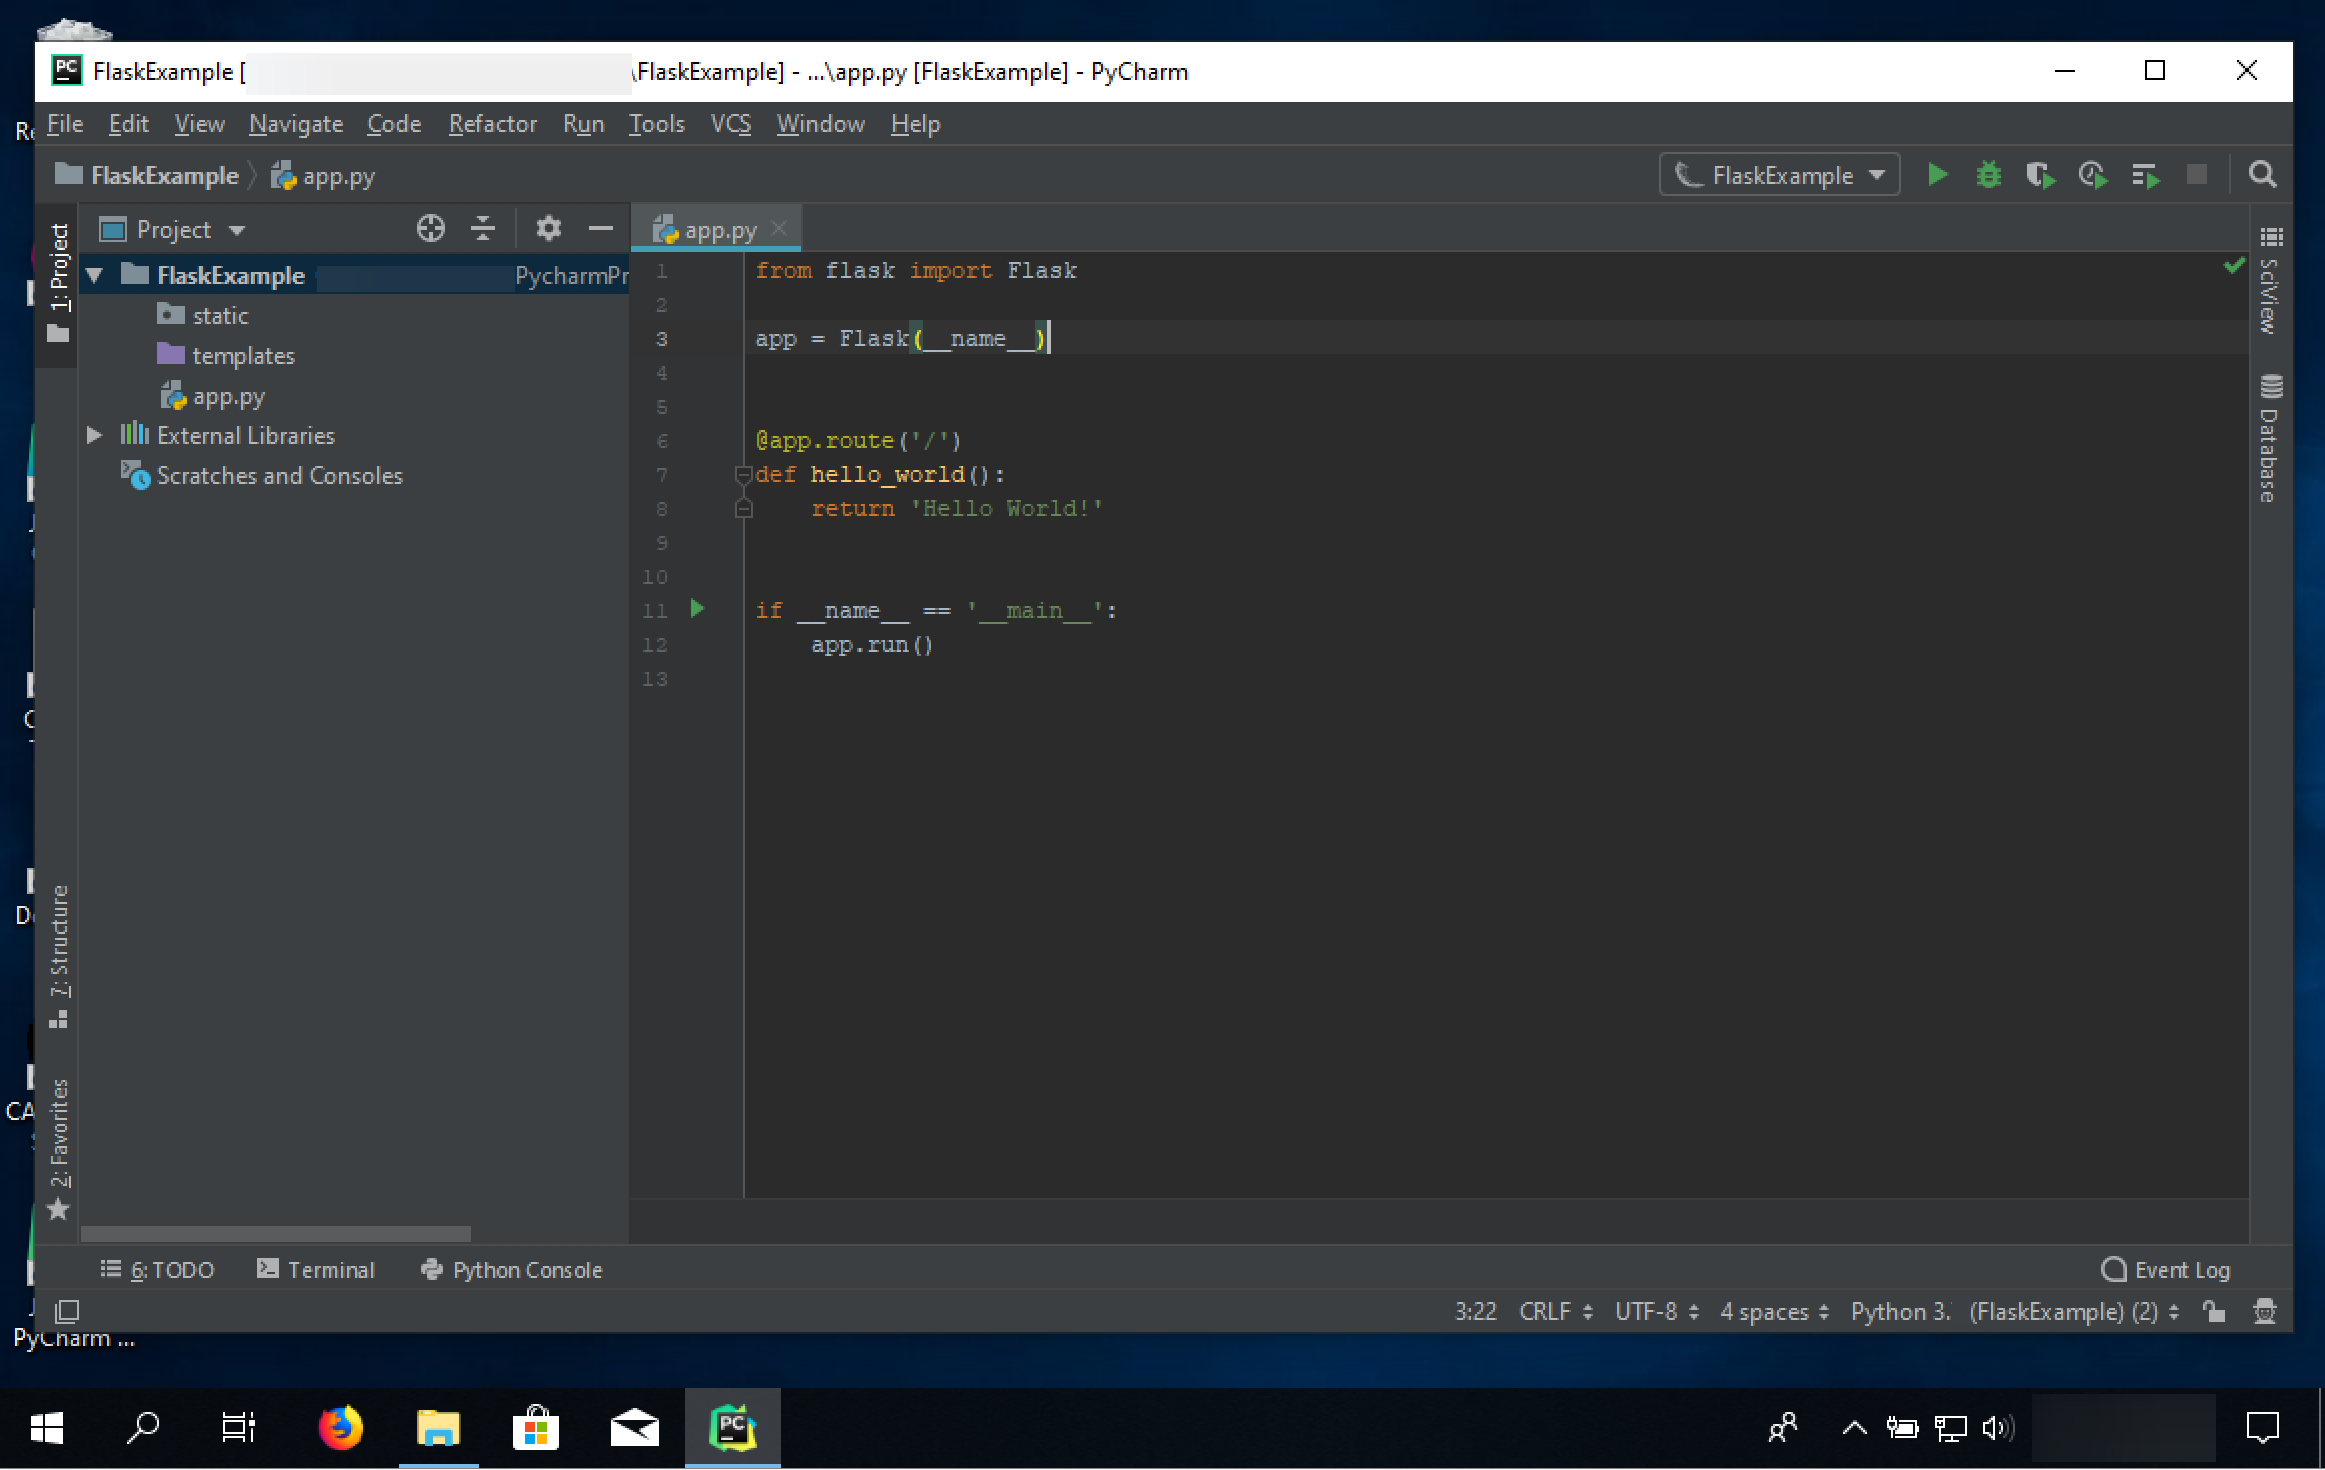 FlaskExample [ \FlaskExample] - ...\app.py [FlaskExample] - PyCharm
File Edit View Navigate Code Refactor Run Tools VCS Window Help
FlaskExample app.py
FlaskExample
1: Project
Project
FlaskExample PycharmPr
static
templates
app.py
External Libraries
Scratches and Consoles
7: Structure
2: Favorites
app.py
1 from flask import Flask
2
3 app = Flask(__name__)
4
5
6 @app.route('/')
7 def hello_world():
8     return 'Hello World!'
9
10
11 if __name__ == '__main__':
12     app.run()
13
SciView
Database
6: TODO Terminal Python Console
Event Log
3:22 CRLF UTF-8 4 spaces Python 3. (FlaskExample) (2)
PyCharm ...
PC